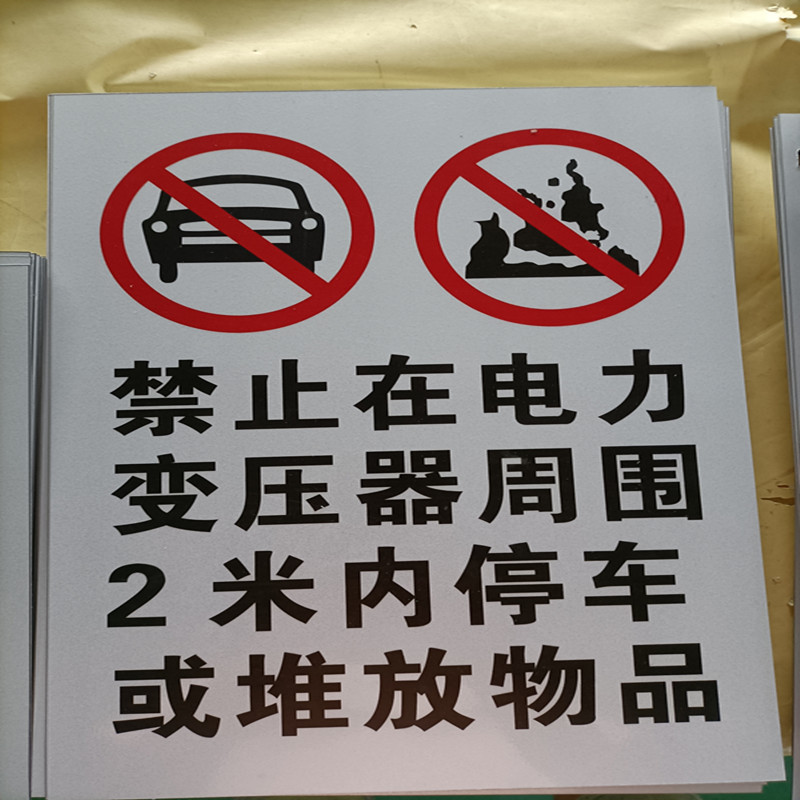 禁止在电力
变压器周围
2米内停车
或堆放物品